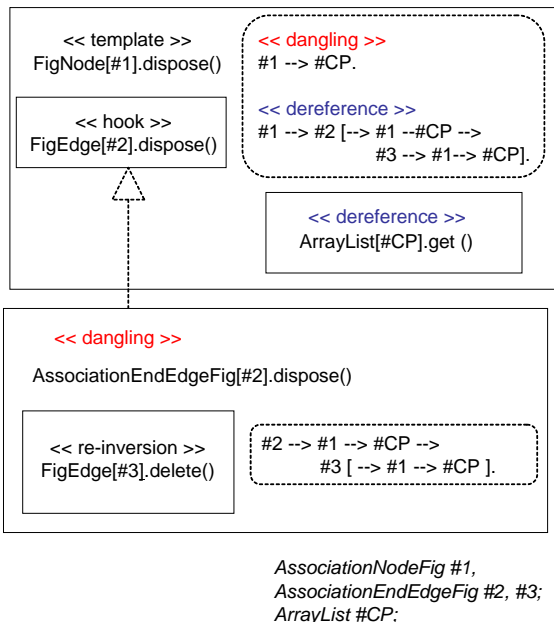 << template >>
FigNode[#1].dispose()
<< hook >>
FigEdge[#2].dispose()
<< dangling >>
#1 --> #CP.
<< dereference >>
#1 --> #2 [--> #1 --#CP -->
#3 --> #1--> #CP].
<< dereference >>
ArrayList[#CP].get ()
<< dangling >>
AssociationEndEdgeFig[#2].dispose()
<< re-inversion >>
FigEdge[#3].delete()
#2 --> #1 --> #CP -->
#3 [ --> #1 --> #CP ].
AssociationNodeFig #1,
AssociationEndEdgeFig #2, #3;
ArrayList #CP;